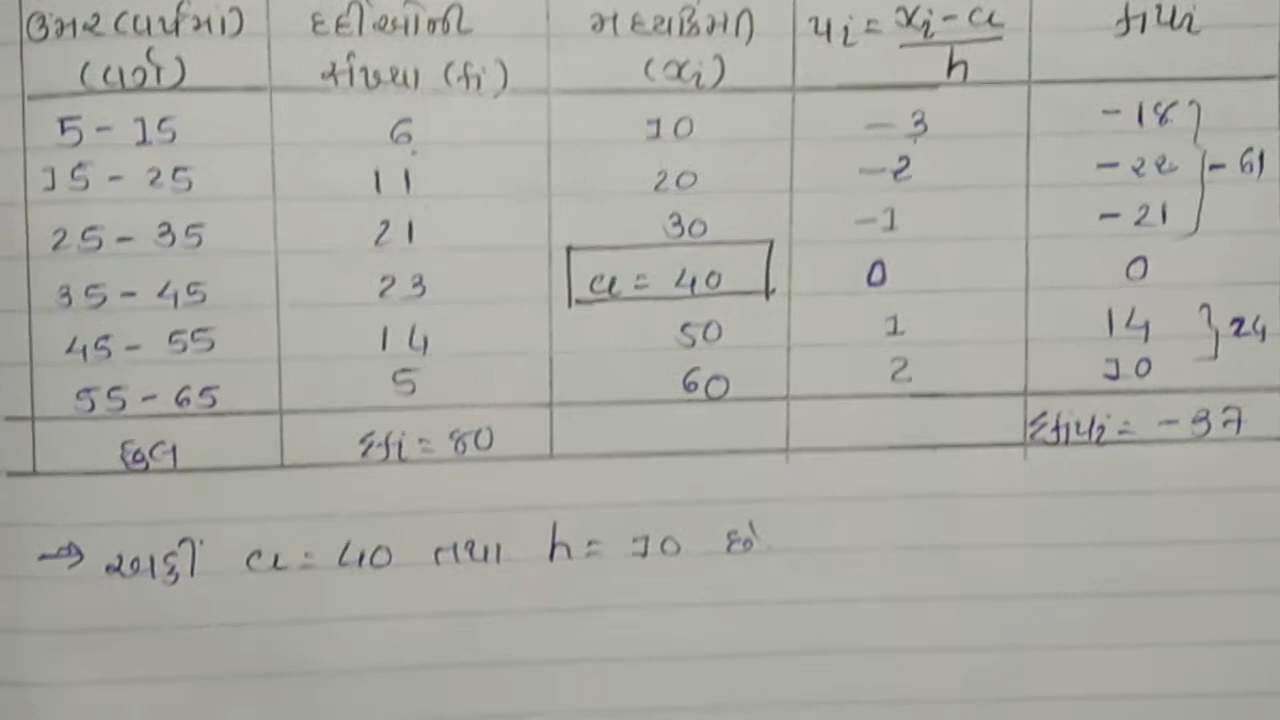 ઉંમર (વર્ષમાં) (વર્ગ) દર્દીઓની સંખ્યા (fi) મધ્યકિંમત (xi) ui = xi - a / h fiui
5 - 15 6 10 -3 -18
15 - 25 11 20 -2 -22 } - 61
25 - 35 21 30 -1 -21
35 - 45 23 a = 40 0 0
45 - 55 14 50 1 14 } 24
55 - 65 5 60 2 10
કુલ Σfi = 80 Σfiui = -37
→ અહીં a = 40 તથા h = 10 છે